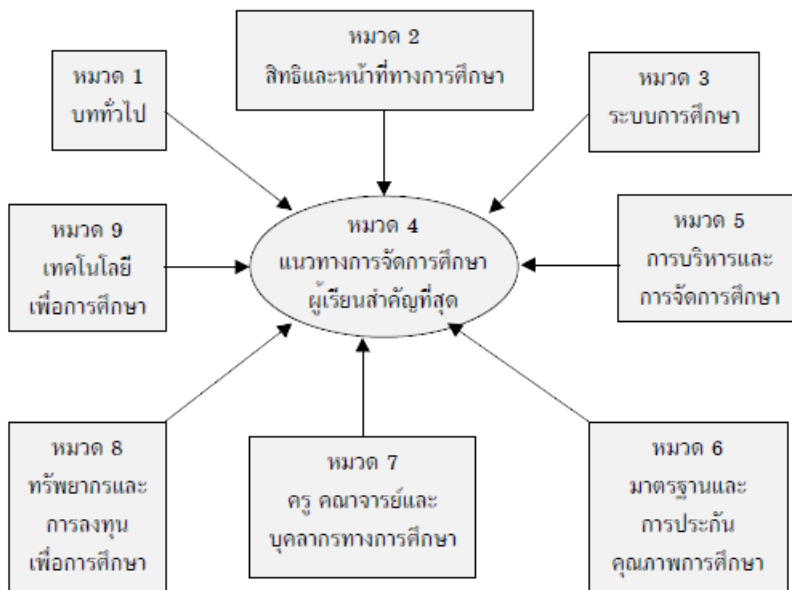 หมวด 1
บททั่วไป
หมวด 2
สิทธิและหน้าที่ทางการศึกษา
หมวด 3
ระบบการศึกษา
หมวด 9
เทคโนโลยี
เพื่อการศึกษา
หมวด 4
แนวทางการจัดการศึกษา
ผู้เรียนสำคัญที่สุด
หมวด 5
การบริหารและ
การจัดการศึกษา
หมวด 8
ทรัพยากรและ
การลงทุน
เพื่อการศึกษา
หมวด 7
ครู คณาจารย์และ
บุคลากรทางการศึกษา
หมวด 6
มาตรฐานและ
การประกัน
คุณภาพการศึกษา